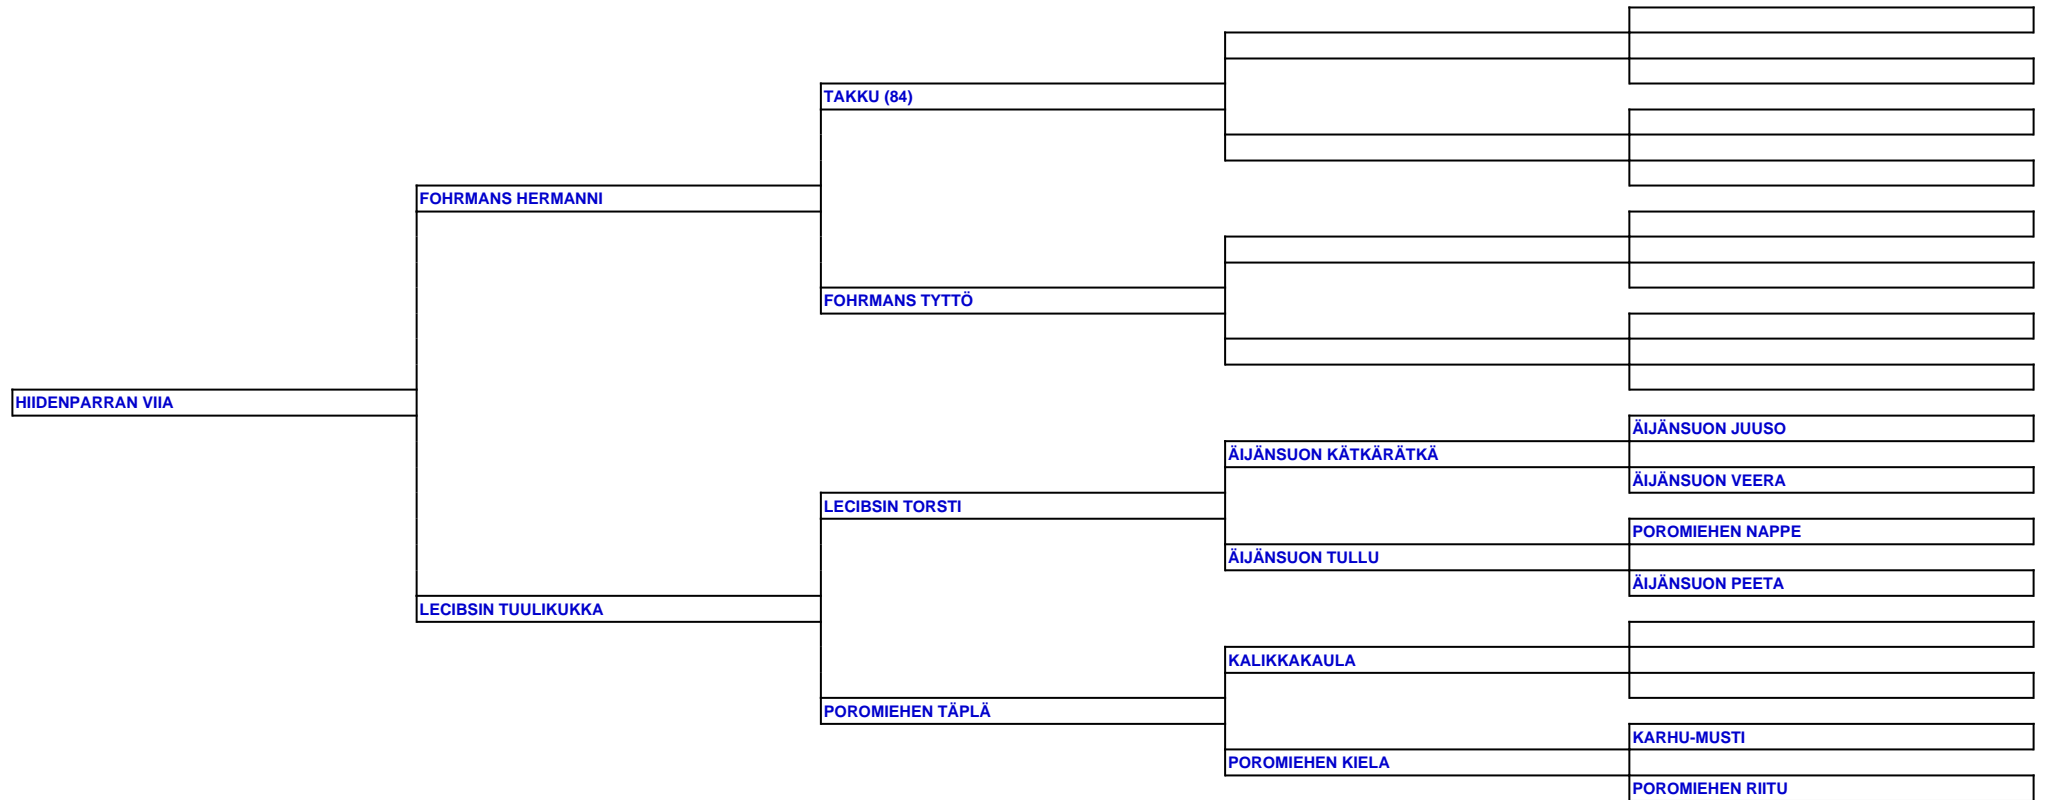 TAKKU (84)
FOHRMANS HERMANNI
FOHRMANS TYTTÖ
HIIDENPARRAN VIIA
ÄIJÄNSUON JUUSO
ÄIJÄNSUON KÄTKÄRÄTKÄ
ÄIJÄNSUON VEERA
LECIBSIN TORSTI
POROMIEHEN NAPPE
ÄIJÄNSUON TULLU
ÄIJÄNSUON PEETA
LECIBSIN TUULIKUKKA
KALIKKAKAULA
POROMIEHEN TÄPLÄ
KARHU-MUSTI
POROMIEHEN KIELA
POROMIEHEN RIITU